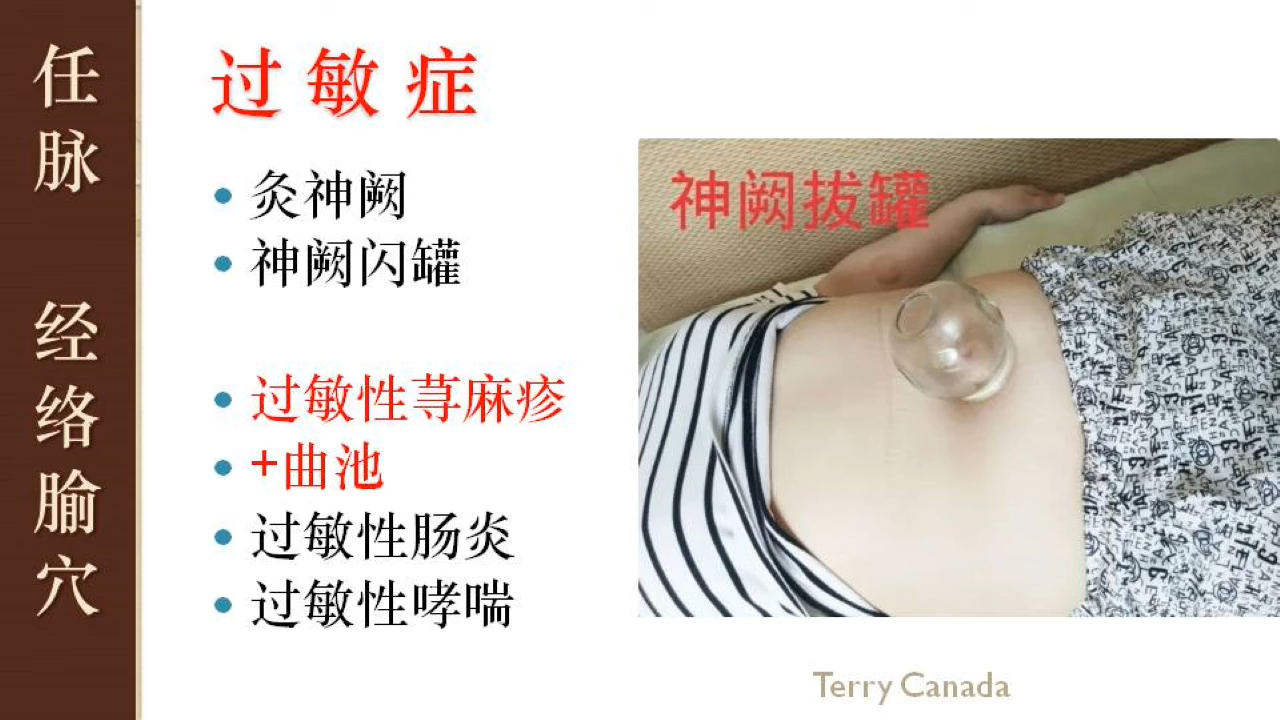 任脉 经络腧穴
过敏症
灸神阙
神阙闪罐
过敏性荨麻疹
+曲池
过敏性肠炎
过敏性哮喘
神阙拔罐
Terry Canada